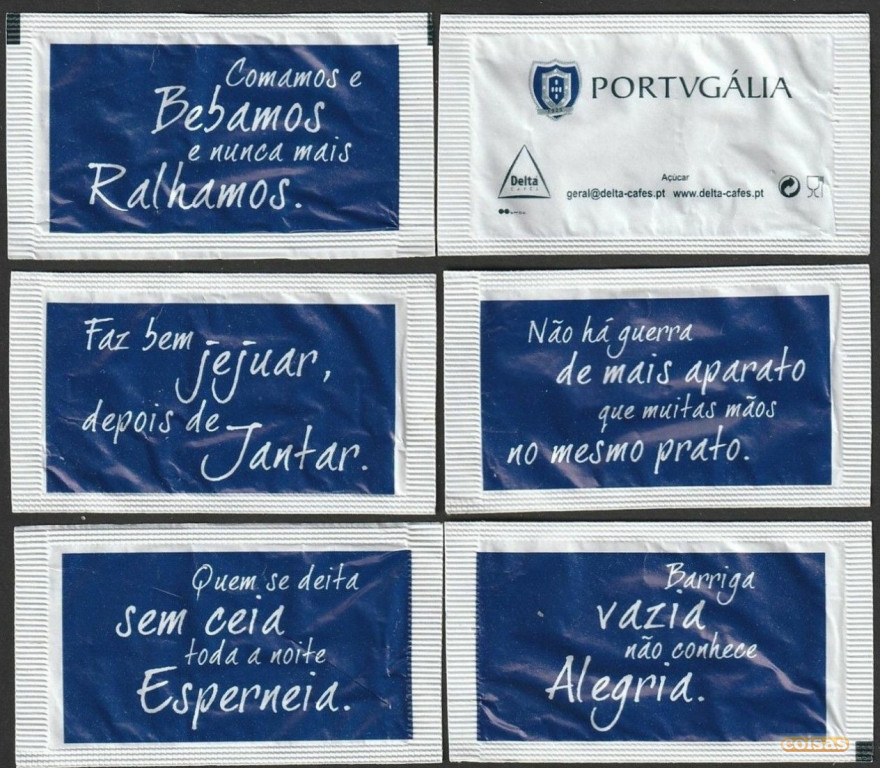 Comamos e
Bebamos
e nunca mais
Ralhamos.
PORTVGÁLIA
Delta
CAFÉS
Açúcar
geral@delta-cafes.pt www.delta-cafes.pt
Faz bem
jejuar,
depois de
Jantar.
Não há guerra
de mais aparato
que muitas mãos
no mesmo prato.
Quem se deita
sem ceia
toda a noite
Esperneia.
Barriga
vazia
não conhece
Alegria.
coisas